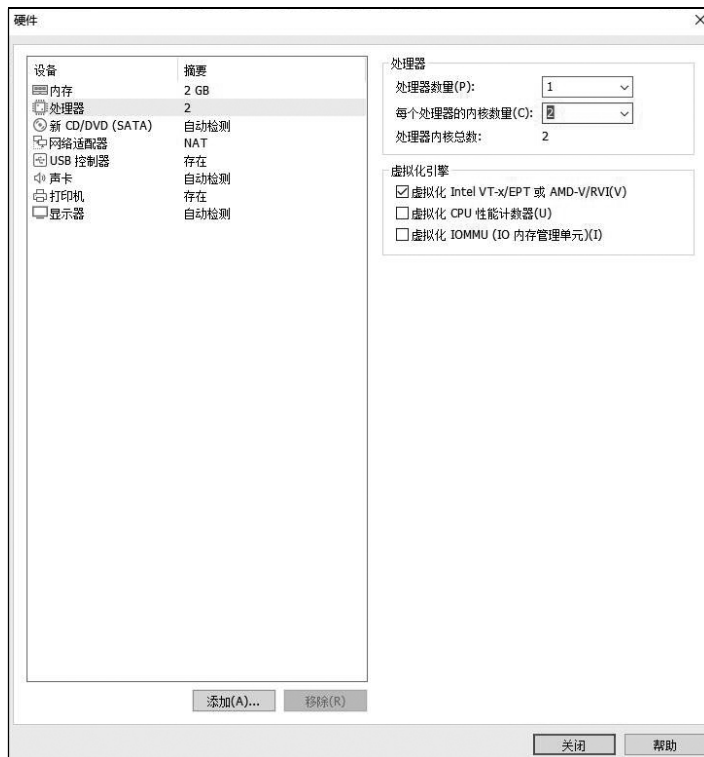 硬件
设备 摘要
内存 2 GB
处理器 2
新 CD/DVD (SATA) 自动检测
网络适配器 NAT
USB 控制器 存在
声卡 自动检测
打印机 存在
显示器 自动检测
添加(A)... 移除(R)
处理器
处理器数量(P): 1
每个处理器的内核数量(C): 2
处理器内核总数: 2
虚拟化引擎
虚拟化 Intel VT-x/EPT 或 AMD-V/RVI(V)
虚拟化 CPU 性能计数器(U)
虚拟化 IOMMU (IO 内存管理单元)(I)
关闭 帮助